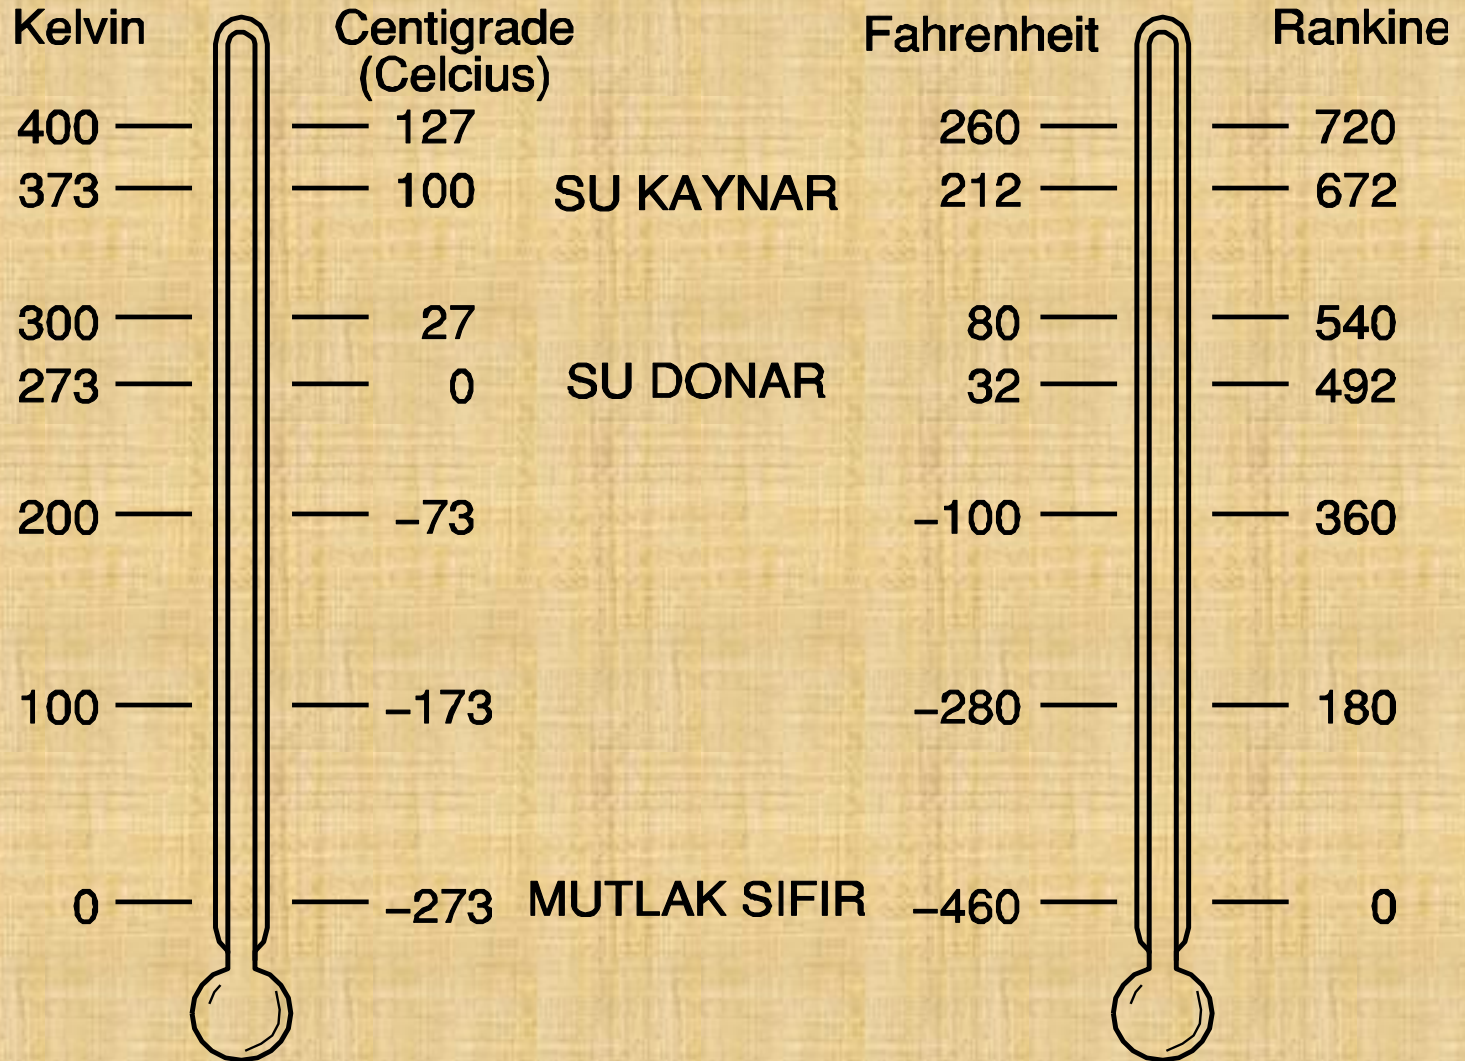 Kelvin Centigrade Fahrenheit Rankine
(Celcius)
400 127 260 720
373 100 SU KAYNAR 212 672
300 27 80 540
273 0 SU DONAR 32 492
200 –73 –100 360
100 –173 –280 180
0 –273 MUTLAK SIFIR –460 0